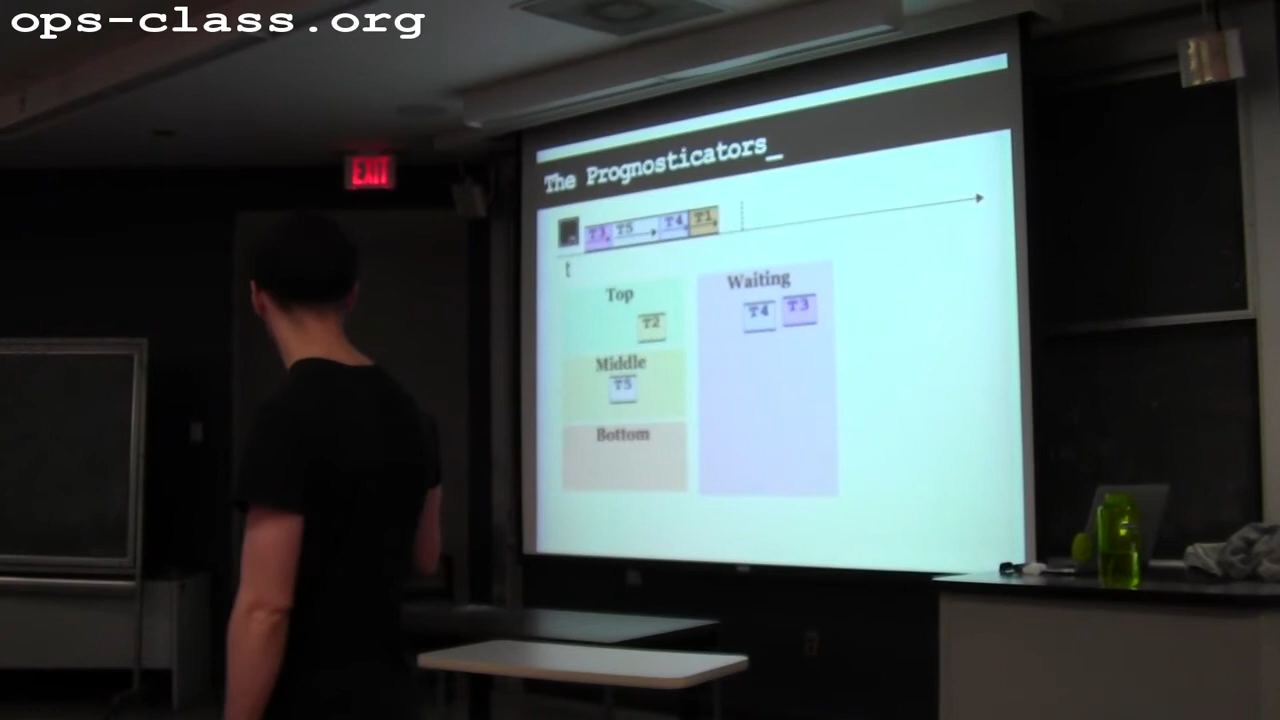 ops-class.org
EXIT
The Prognosticators_
T3 T5 T4 T1
t
Top
Waiting
T2
T4 T3
Middle
T5
Bottom